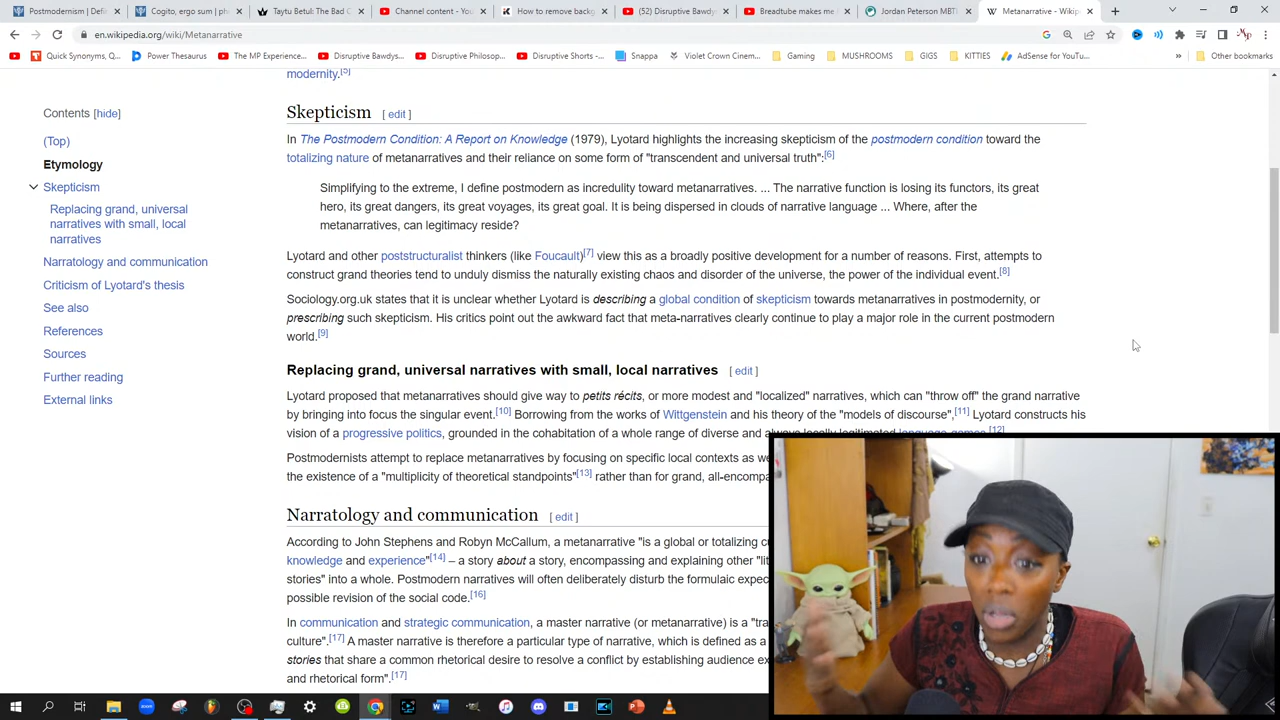 Postmodernism | Defin
Cogito, ergo sum | ph
Taytu Betul: The Bad C
Channel content - You
How to remove backg
(52) Disruptive Bawdy
Breadtube makes me
Jordan Peterson MBTI
Metanarrative - Wikip
en.wikipedia.org/wiki/Metanarrative
Quick Synonyms, Q...
Power Thesaurus
The MP Experience...
Disruptive Bawdys...
Disruptive Philosop...
Disruptive Shorts -...
Snappa
Violet Crown Cinem...
Gaming
MUSHROOMS
GIGS
KITTIES
AdSense for YouTu...
Other bookmarks
Contents [hide]
(Top)
Etymology
Skepticism
Replacing grand, universal
narratives with small, local
narratives
Narratology and communication
Criticism of Lyotard's thesis
See also
References
Sources
Further reading
External links
modernity.[5]
Skepticism [ edit ]
In The Postmodern Condition: A Report on Knowledge (1979), Lyotard highlights the increasing skepticism of the postmodern condition toward the
totalizing nature of metanarratives and their reliance on some form of "transcendent and universal truth":[6]
Simplifying to the extreme, I define postmodern as incredulity toward metanarratives. ... The narrative function is losing its functors, its great
hero, its great dangers, its great voyages, its great goal. It is being dispersed in clouds of narrative language ... Where, after the
metanarratives, can legitimacy reside?
Lyotard and other poststructuralist thinkers (like Foucault)[7] view this as a broadly positive development for a number of reasons. First, attempts to
construct grand theories tend to unduly dismiss the naturally existing chaos and disorder of the universe, the power of the individual event.[8]
Sociology.org.uk states that it is unclear whether Lyotard is describing a global condition of skepticism towards metanarratives in postmodernity, or
prescribing such skepticism. His critics point out the awkward fact that meta-narratives clearly continue to play a major role in the current postmodern
world.[9]
Replacing grand, universal narratives with small, local narratives [ edit ]
Lyotard proposed that metanarratives should give way to petits récits, or more modest and "localized" narratives, which can "throw off" the grand narrative
by bringing into focus the singular event.[10] Borrowing from the works of Wittgenstein and his theory of the "models of discourse",[11] Lyotard constructs his
vision of a progressive politics, grounded in the cohabitation of a whole range of diverse and always locally legitimated language-games.[12]
Postmodernists attempt to replace metanarratives by focusing on specific local contexts as we
the existence of a "multiplicity of theoretical standpoints"[13] rather than for grand, all-encompa
Narratology and communication [ edit ]
According to John Stephens and Robyn McCallum, a metanarrative "is a global or totalizing cu
knowledge and experience"[14] – a story about a story, encompassing and explaining other "lit
stories" into a whole. Postmodern narratives will often deliberately disturb the formulaic expec
possible revision of the social code.[16]
In communication and strategic communication, a master narrative (or metanarrative) is a "tra
culture".[17] A master narrative is therefore a particular type of narrative, which is defined as a
stories that share a common rhetorical desire to resolve a conflict by establishing audience ex
and rhetorical form".[17]